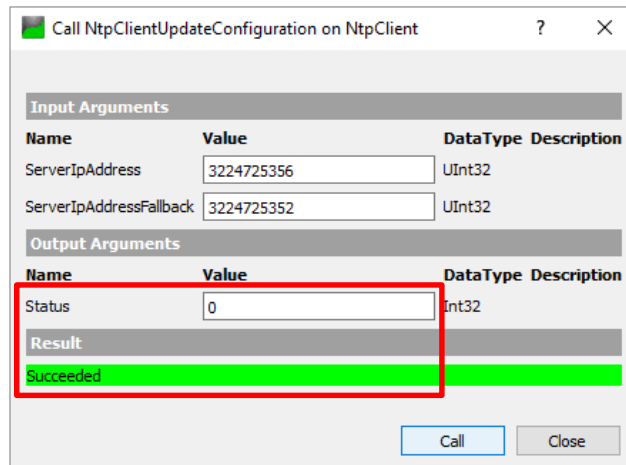 Call NtpClientUpdateConfiguration on NtpClient ?
Input Arguments
Name Value DataType Description
ServerIpAddress 3224725356 UInt32
ServerIpAddressFallback 3224725352 UInt32
Output Arguments
Name Value DataType Description
Status 0 Int32
Result
Succeeded
Call Close